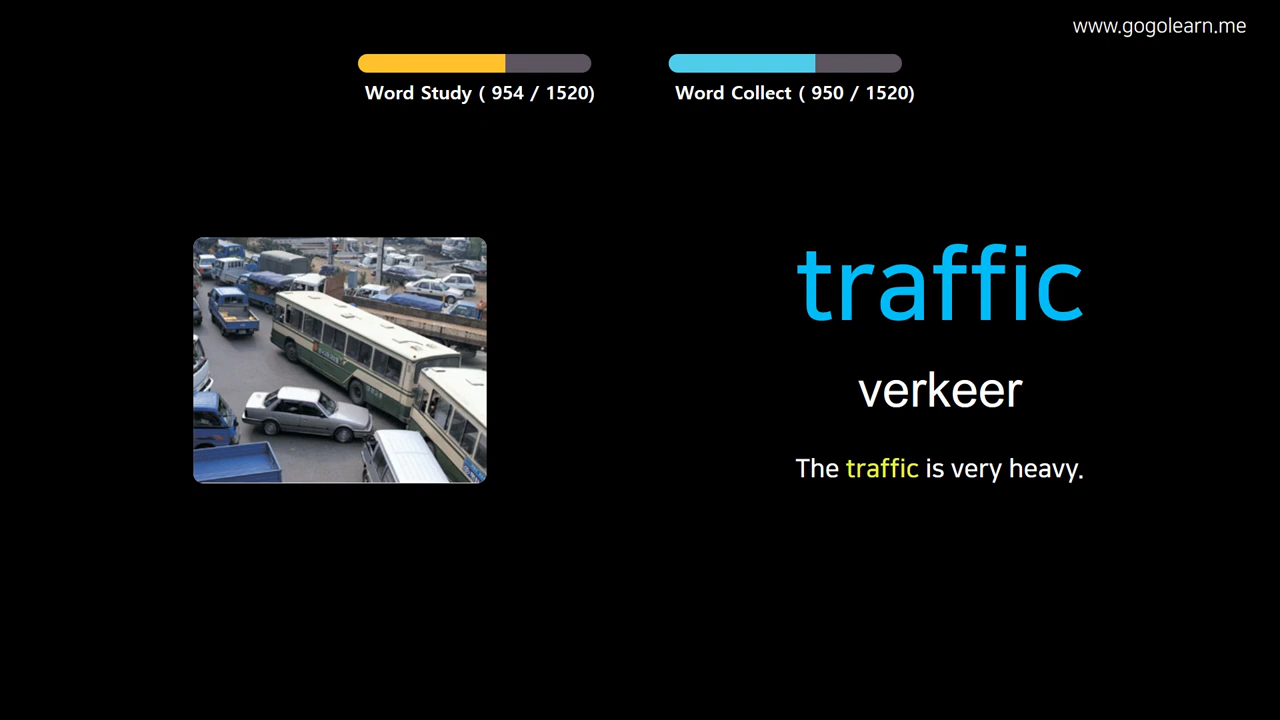 www.gogolearn.me
Word Study ( 954 / 1520)
Word Collect ( 950 / 1520)
traffic
verkeer
The traffic is very heavy.